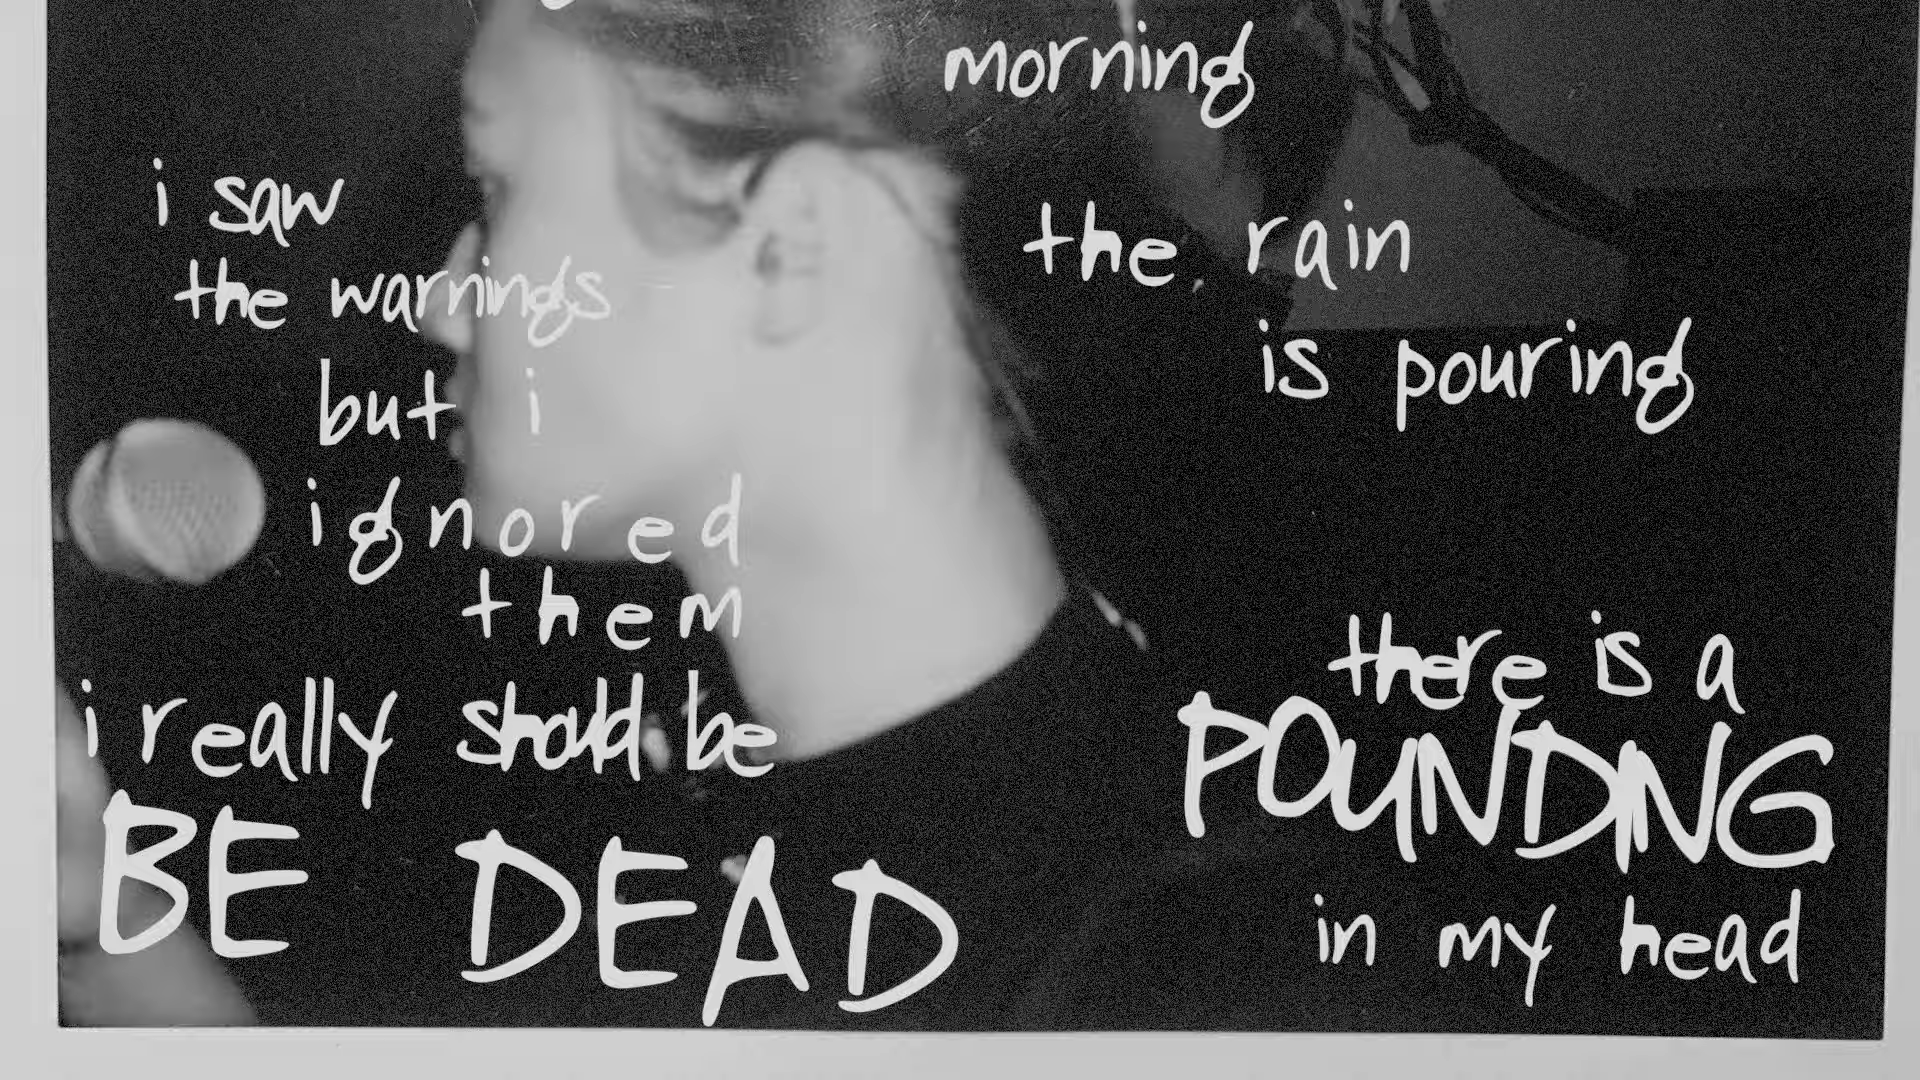 i saw
the warnings
but i
ignored
them
i really should be
BE DEAD
morning
the rain
is pouring
there is a
POUNDING
in my head